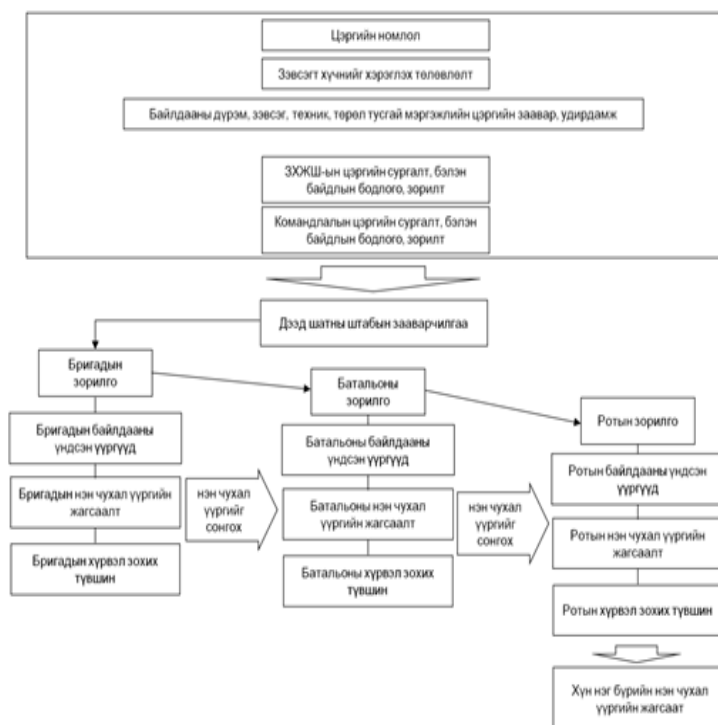 Цэргийн номлол
Зэвсэгт хүчнийг хэрэглэх төлөвлөлт
Байлдааны дүрэм, зэвсэг, техник, төрөл тусгай мэргэжлийн цэргийн заавар, удирдамж
ЗХЖШ-ын цэргийн сургалт, бэлэн
байдлын бодлого, зорилт
Командлалын цэргийн сургалт, бэлэн
байдлын бодлого, зорилт
Дээд шатны штабын зааварчилгаа
Бригадын
зорилго
Бригадын байлдааны
үндсэн үүргүүд
Бригадын нэн чухал үүргийн
жагсаалт
Бригадын хүрвэл зохих
түвшин
нэн чухал
үүргийг
сонгох
Батальоны
зорилго
Батальоны байлдааны
үндсэн үүргүүд
Батальоны нэн чухал
үүргийн жагсаалт
Батальоны хүрвэл зохих
түвшин
нэн чухал
үүргийг
сонгох
Ротын зорилго
Ротын байлдааны үндсэн
үүргүүд
Ротын нэн чухал үүргийн
жагсаалт
Ротын хүрвэл зохих түвшин
Хүн нэг бүрийн нэн чухал
үүргийн жагсаат